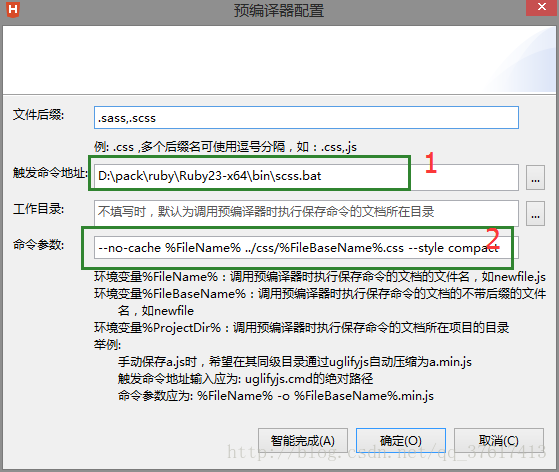 预编译器配置
文件后缀: .sass,.scss
例: .css ,多个后缀名可使用逗号分隔，如：.css,.js
1
触发命令地址: D:\pack\ruby\Ruby23-x64\bin\scss.bat ...
工作目录: 不填写时，默认为调用预编译器时执行保存命令的文档所在目录 ...
2
命令参数: --no-cache %FileName% ../css/%FileBaseName%.css --style compact
环境变量%FileName%：调用预编译器时执行保存命令的文档的文件名，如newfile.js
环境变量%FileBaseName%：调用预编译器时执行保存命令的文档的不带后缀的文件
名，如newfile
环境变量%ProjectDir%：调用预编译器时执行保存命令的文档所在项目的目录
举例:
手动保存a.js时，希望在其同级目录通过uglifyjs自动压缩为a.min.js
触发命令地址输入应为: uglifyjs.cmd的绝对路径
命令参数应为: %FileName% -o %FileBaseName%.min.js
智能完成(A) 确定(O) 取消(C)
http://blog.csdn.net/qq_37617413